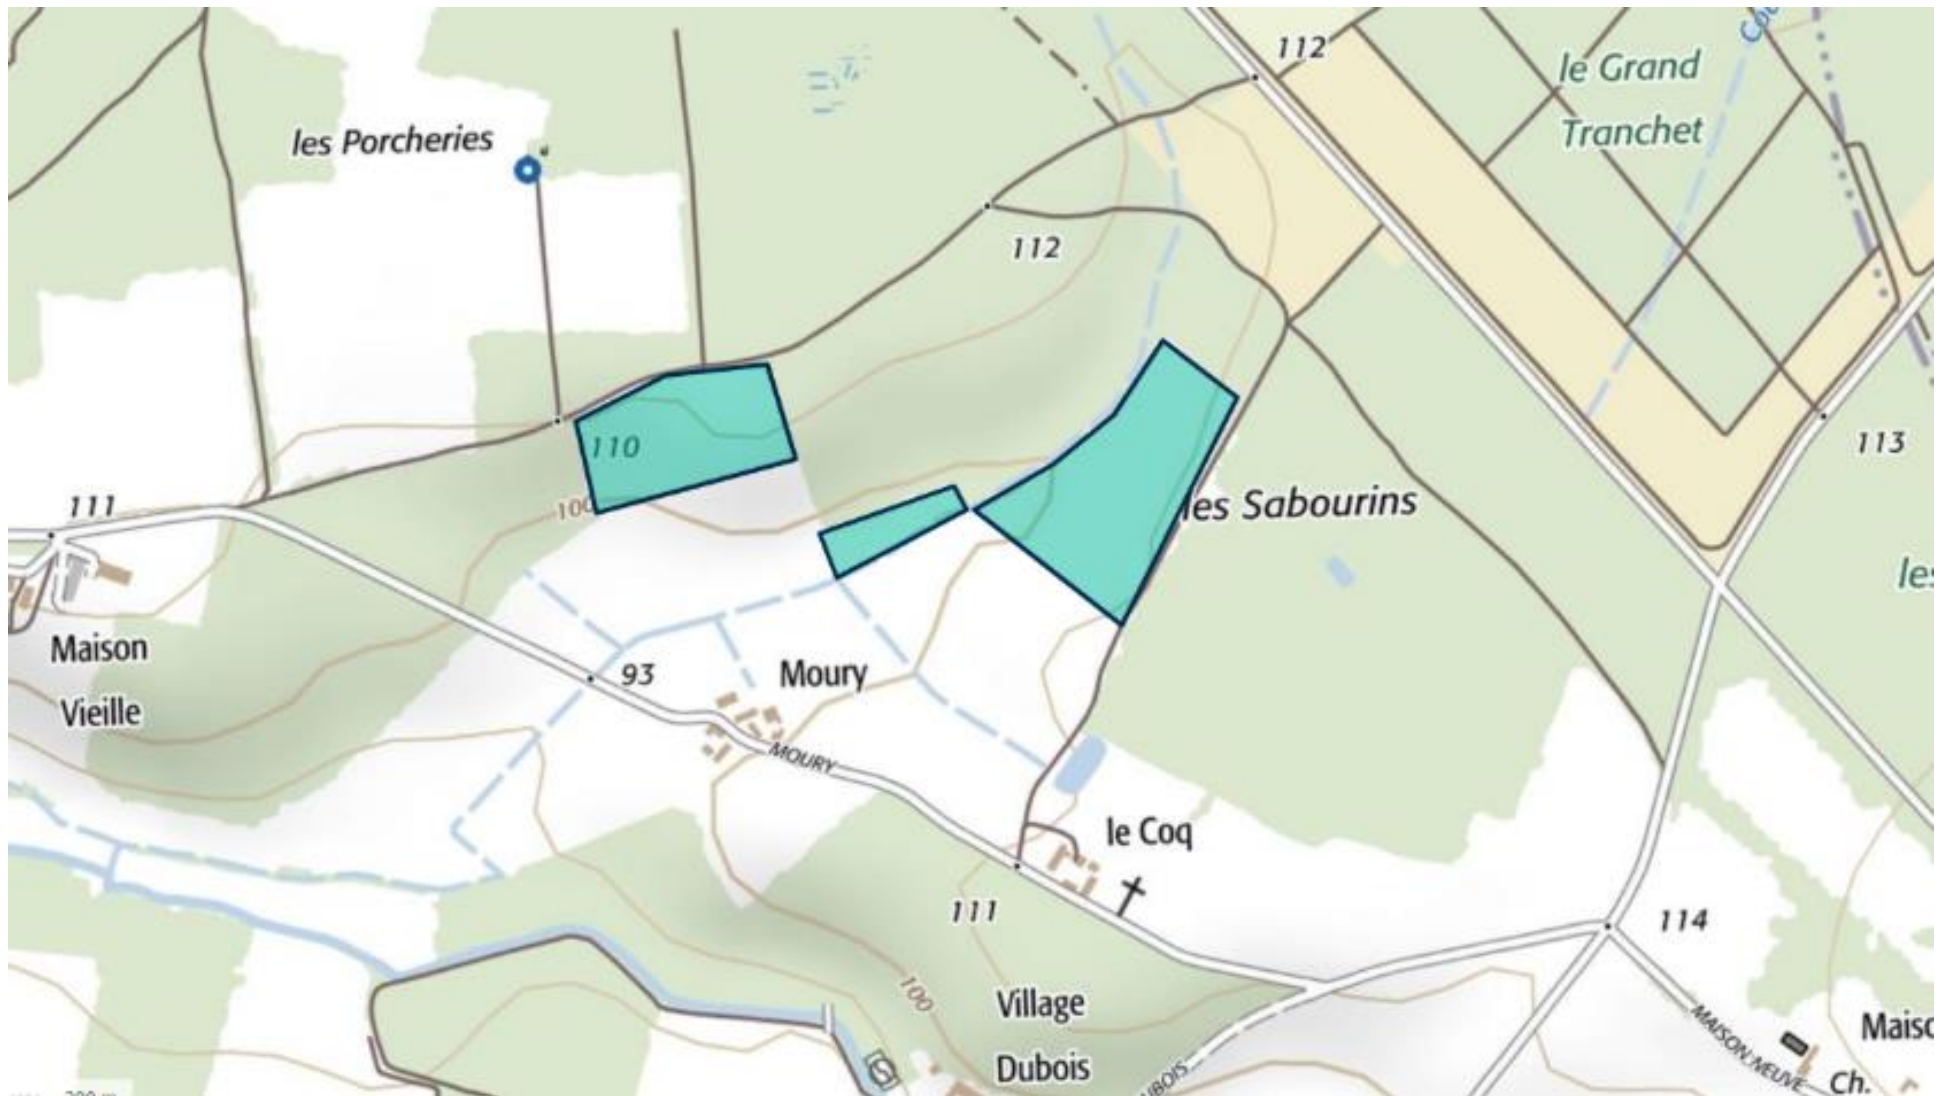 112
le Grand
Tranchet
les Porcheries
112
110
113
100
111
les Sabourins
Maison
Vieille
93
Moury
MOURY
le Coq
111
114
100
Village
Dubois
MAISON NEUVE
Ch.